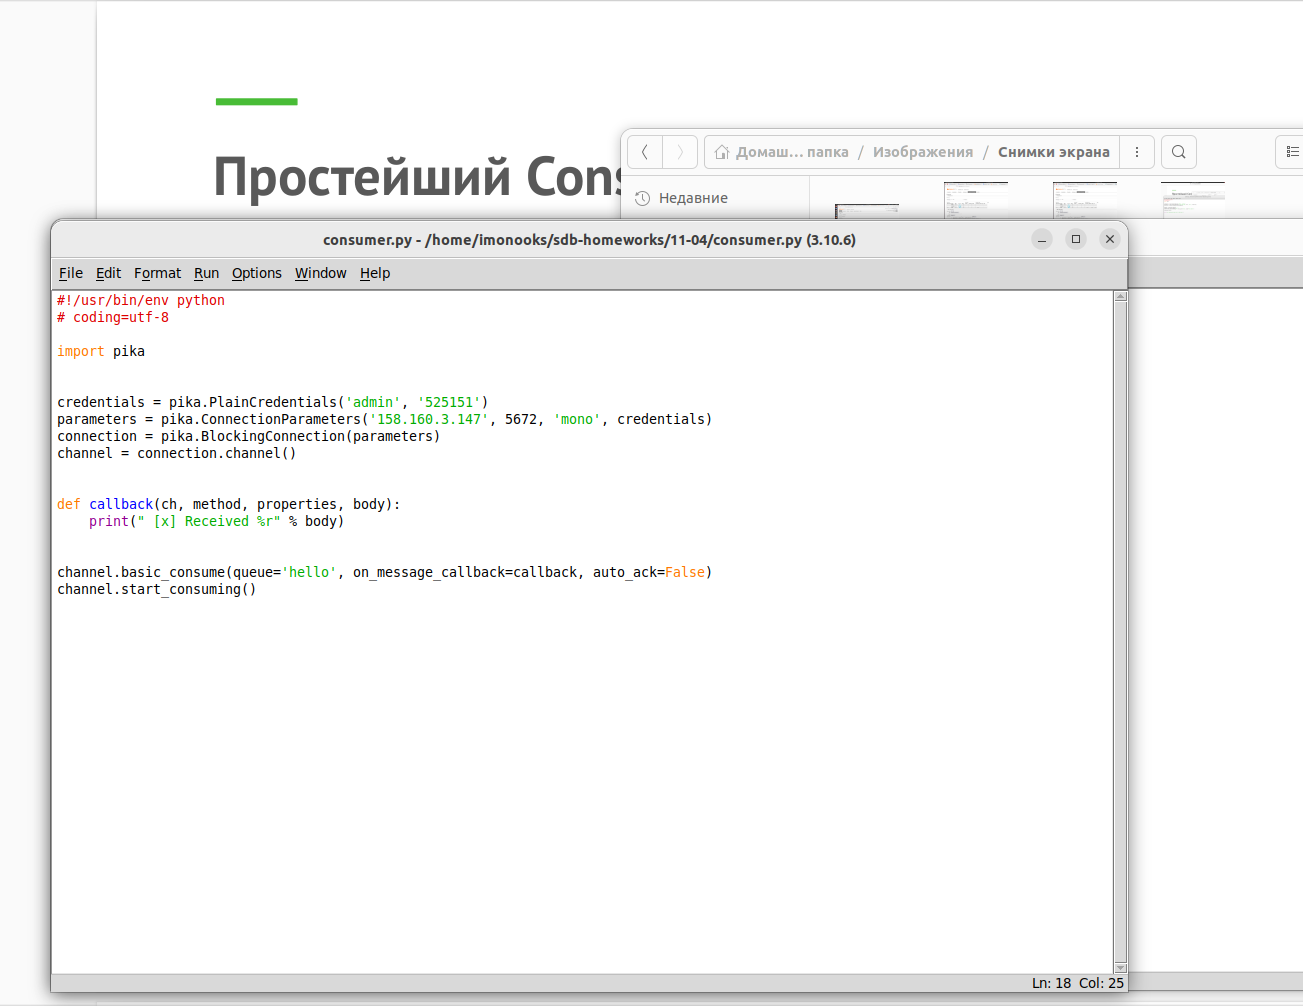 Простейший Cons
Домаш... папка / Изображения / Снимки экрана
Недавние
consumer.py - /home/imonooks/sdb-homeworks/11-04/consumer.py (3.10.6)
File Edit Format Run Options Window Help
#!/usr/bin/env python
# coding=utf-8
import pika
credentials = pika.PlainCredentials('admin', '525151')
parameters = pika.ConnectionParameters('158.160.3.147', 5672, 'mono', credentials)
connection = pika.BlockingConnection(parameters)
channel = connection.channel()
def callback(ch, method, properties, body):
    print(" [x] Received %r" % body)
channel.basic_consume(queue='hello', on_message_callback=callback, auto_ack=False)
channel.start_consuming()
Ln: 18 Col: 25